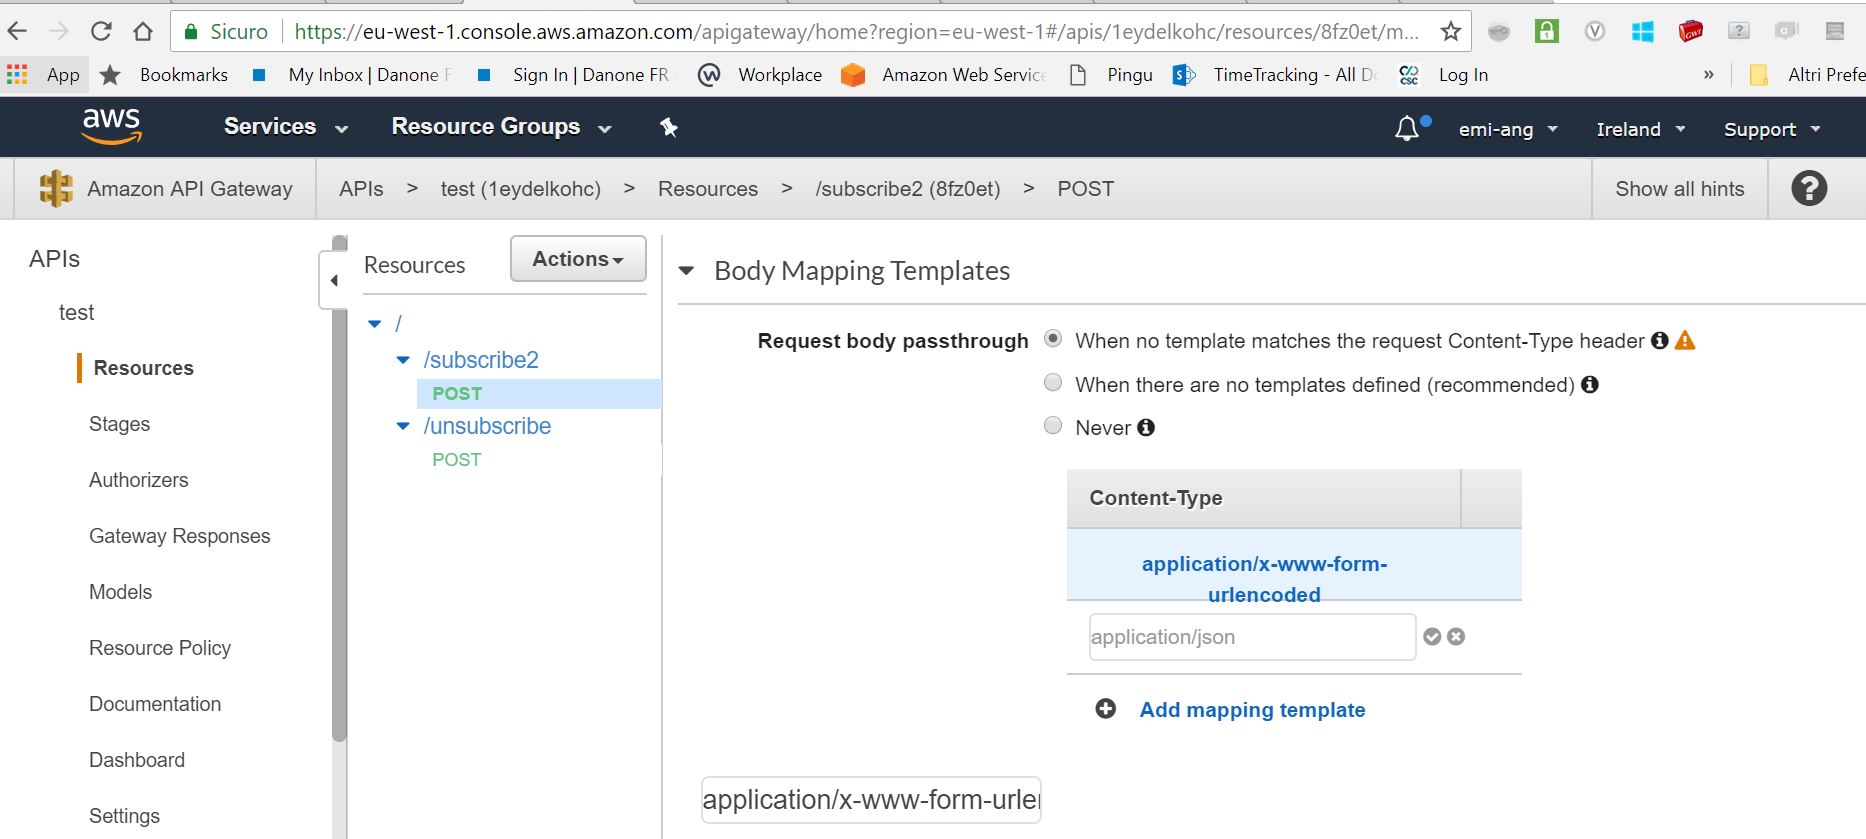 Sicuro https://eu-west-1.console.aws.amazon.com/apigateway/home?region=eu-west-1#/apis/1eydelkohc/resources/8fz0et/m...
App Bookmarks My Inbox | Danone F Sign In | Danone FR Workplace Amazon Web Service Pingu TimeTracking - All D CSC Log In » Altri Prefe
aws Services Resource Groups emi-ang Ireland Support
Amazon API Gateway APIs > test (1eydelkohc) > Resources > /subscribe2 (8fz0et) > POST Show all hints ?
APIs
test
Resources
Stages
Authorizers
Gateway Responses
Models
Resource Policy
Documentation
Dashboard
Settings
Resources Actions
/
/subscribe2
POST
/unsubscribe
POST
Body Mapping Templates
Request body passthrough When no template matches the request Content-Type header
When there are no templates defined (recommended)
Never
Content-Type
application/x-www-form-
urlencoded
application/json
Add mapping template
application/x-www-form-urle